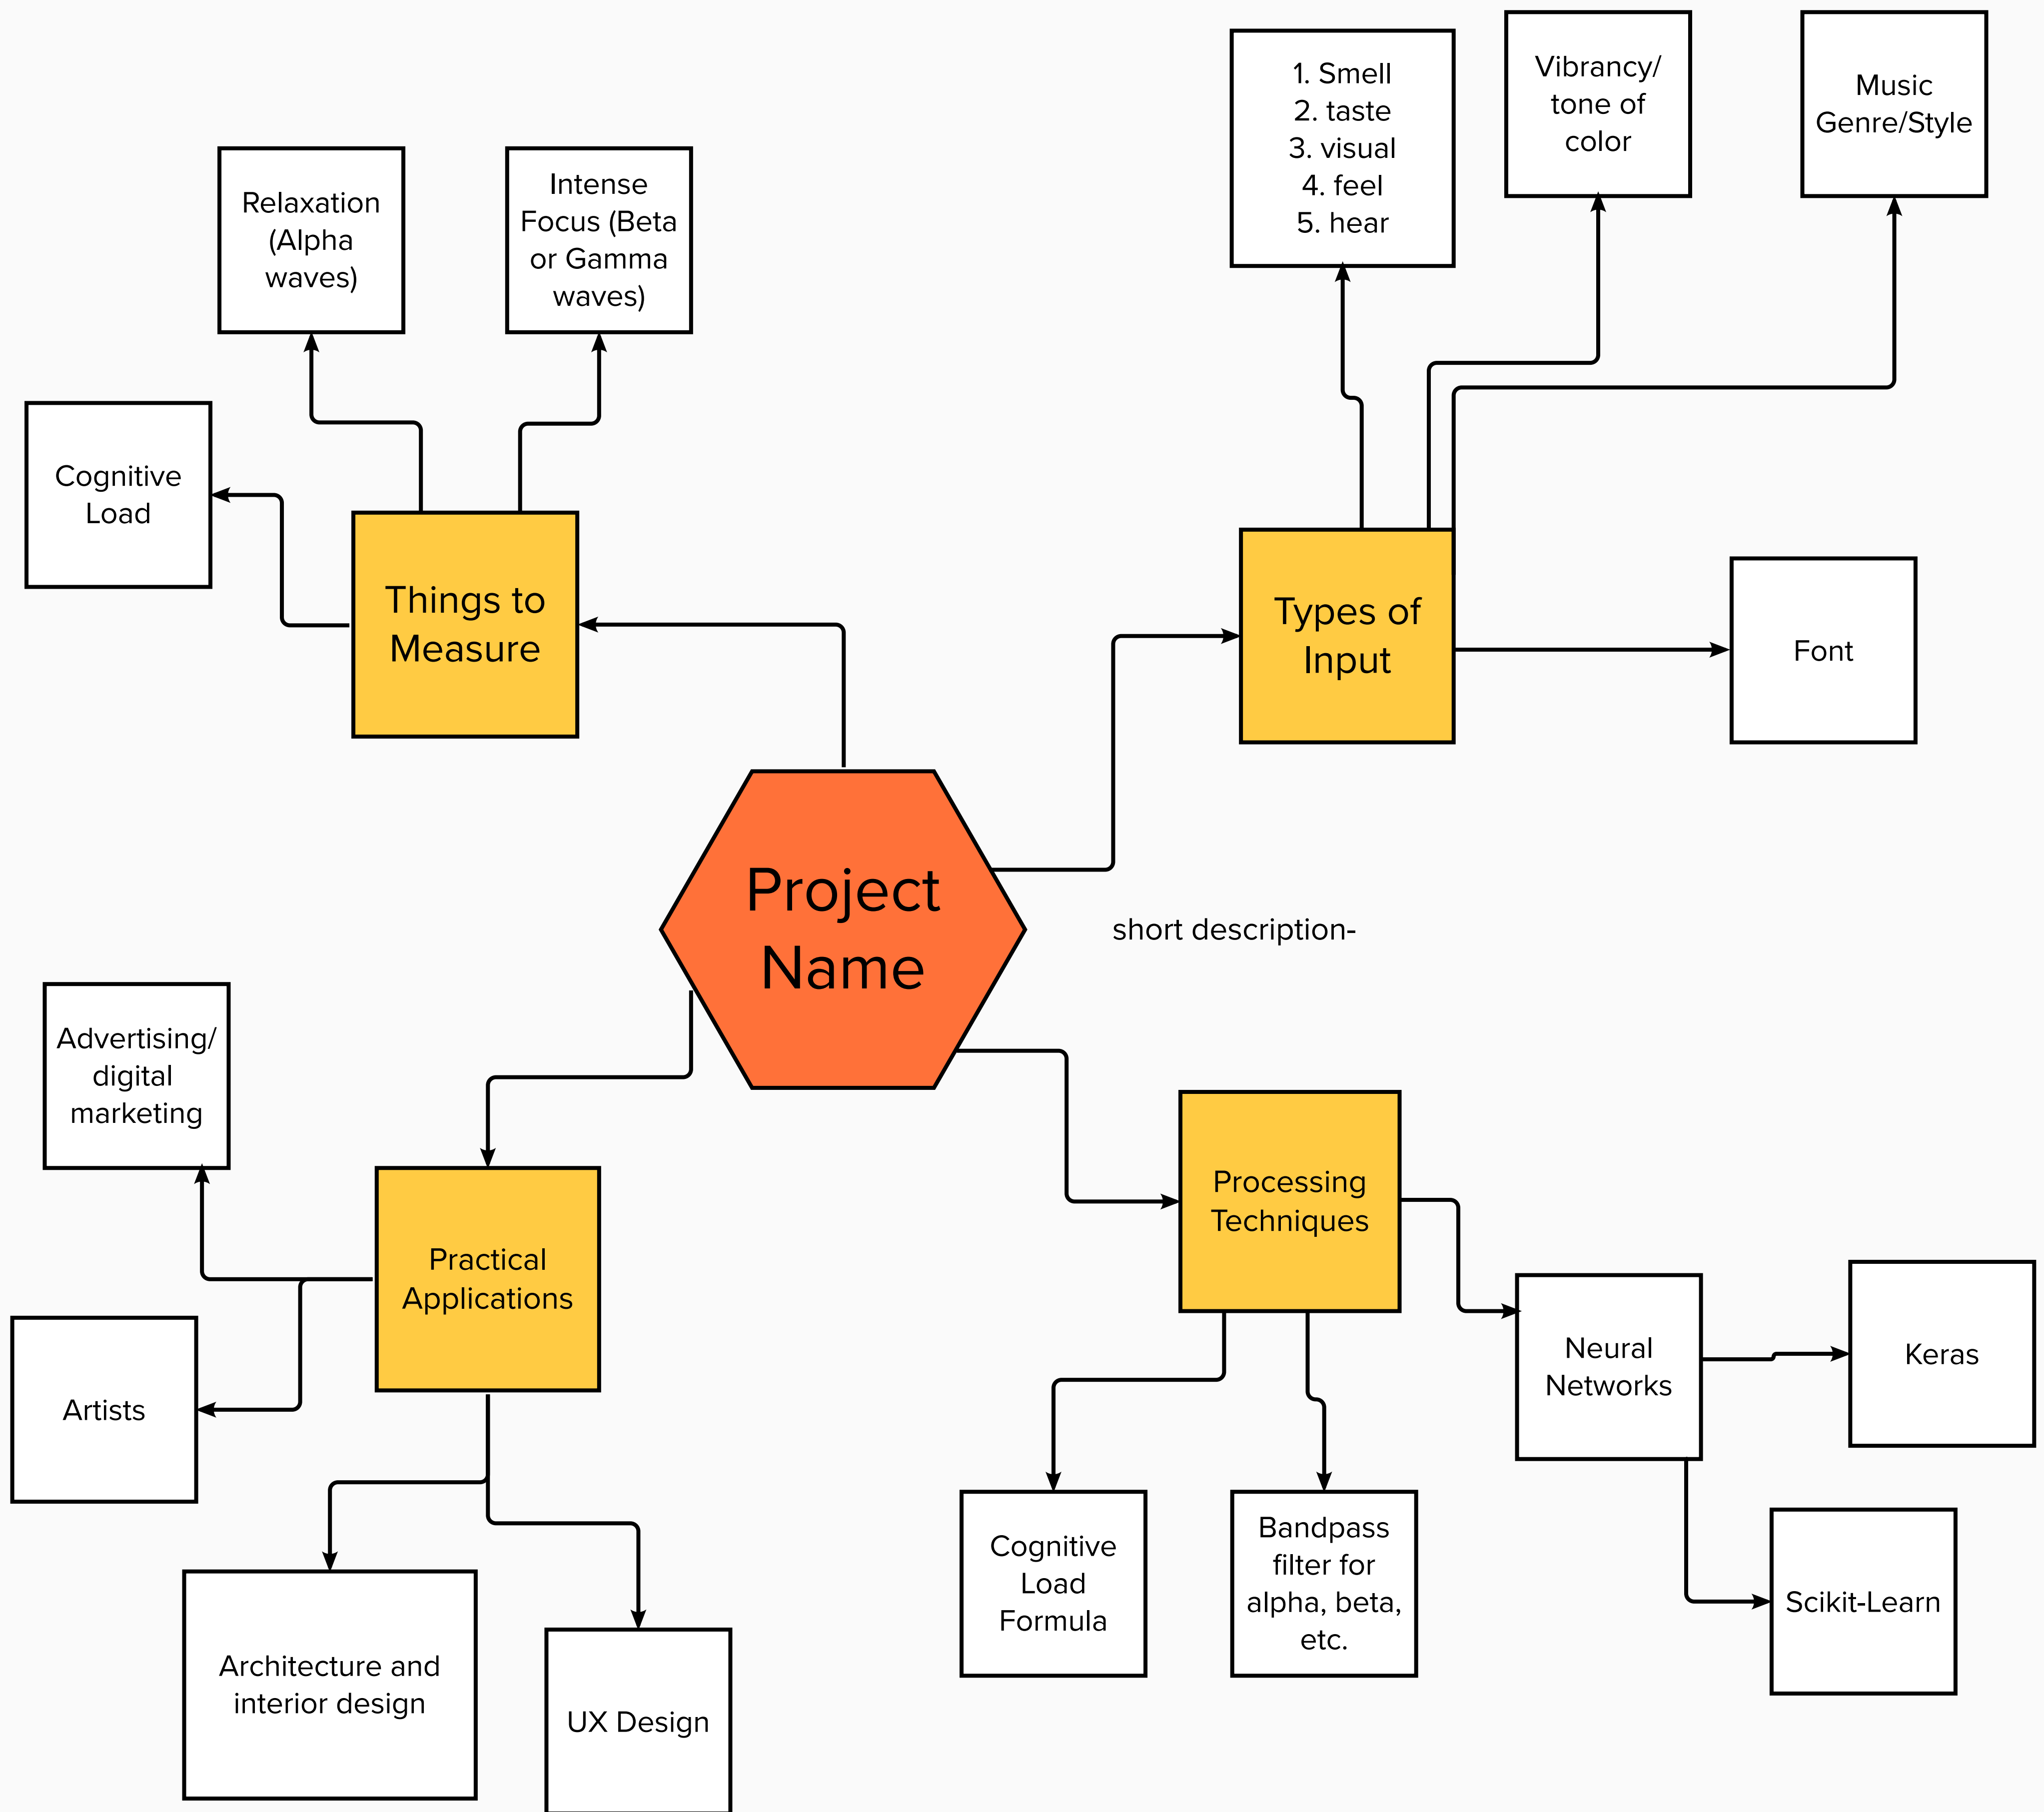 1. Smell
2. taste
3. visual
4. feel
5. hear
Vibrancy/
tone of
color
Music
Genre/Style
Relaxation
(Alpha
waves)
Intense
Focus (Beta
or Gamma
waves)
Cognitive
Load
Things to
Measure
Types of
Input
Font
Project
Name
short description-
Advertising/
digital
marketing
Practical
Applications
Artists
Architecture and
interior design
UX Design
Processing
Techniques
Neural
Networks
Keras
Scikit-Learn
Cognitive
Load
Formula
Bandpass
filter for
alpha, beta,
etc.